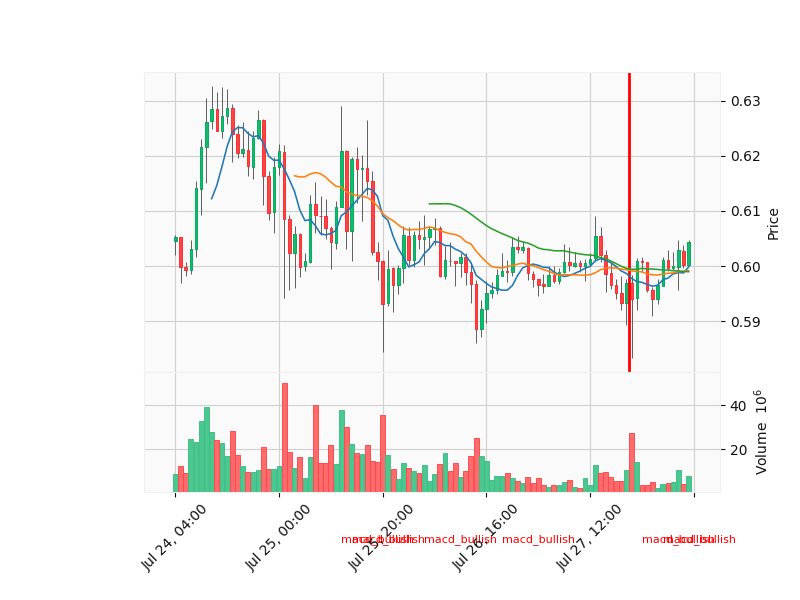 0.63
0.62
0.61
0.60
0.59
Price
40
20
Volume 10^6
Jul 24, 04:00
Jul 25, 00:00
Jul 25, 20:00
Jul 26, 16:00
Jul 27, 12:00
macd_bullish
macd_bullish
macd_bullish
macd_bullish
macd_bullish